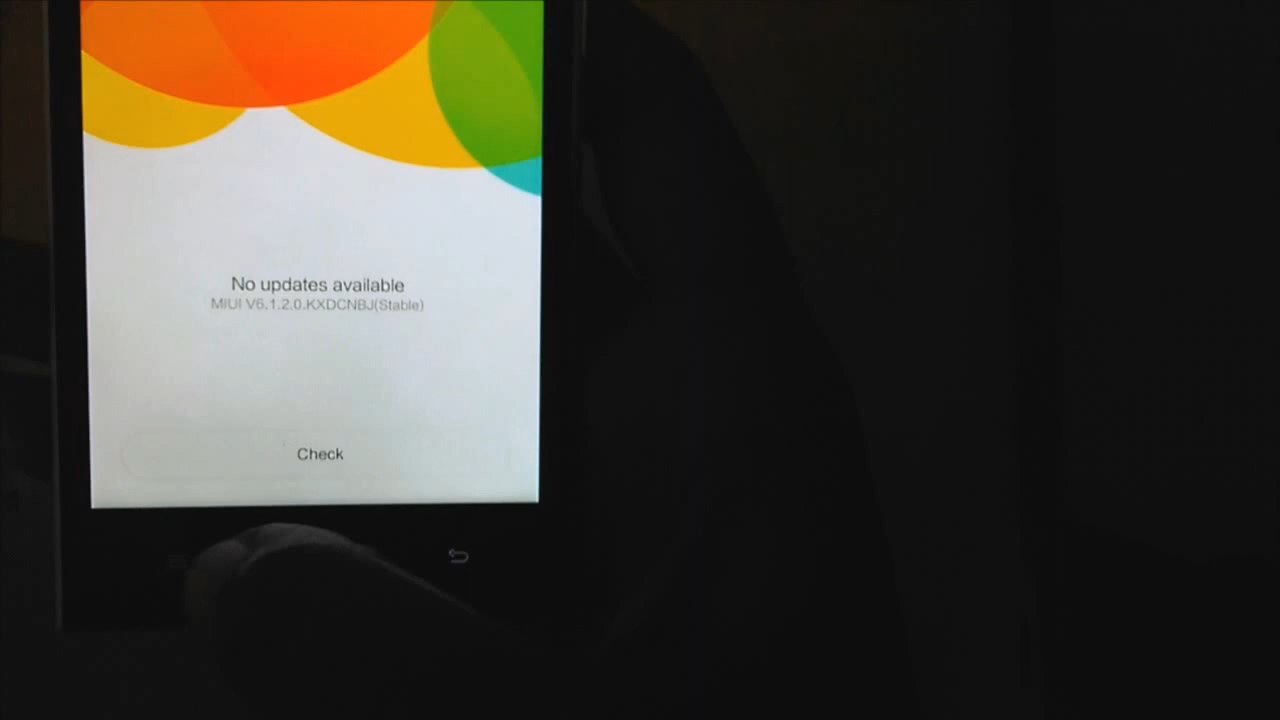 No updates available
MIUI V6.1.2.0.KXDCNBJ(Stable)
Check